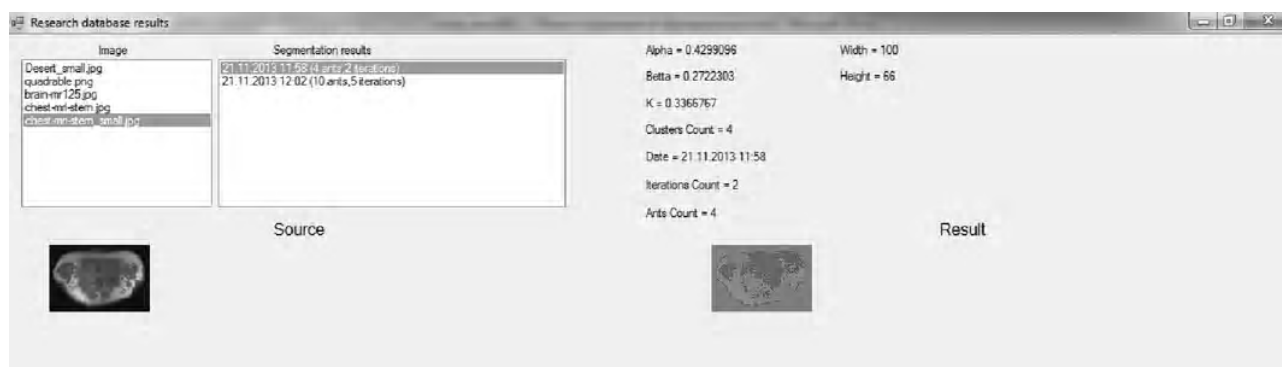 Research database results
Image
Segmentation results
Desert_small.jpg
quadrable.png
brain-mr125.jpg
chest-mri-stem.jpg
chest-mri-stem_small.jpg
21.11.2013 11:58 (4 ants,2 iterations)
21.11.2013 12:02 (10 ants,5 iterations)
Alpha = 0.4299096
Betta = 0.2722303
K = 0.3366767
Clusters Count = 4
Date = 21.11.2013 11:58
Iterations Count = 2
Ants Count = 4
Width = 100
Height = 66
Source
Result